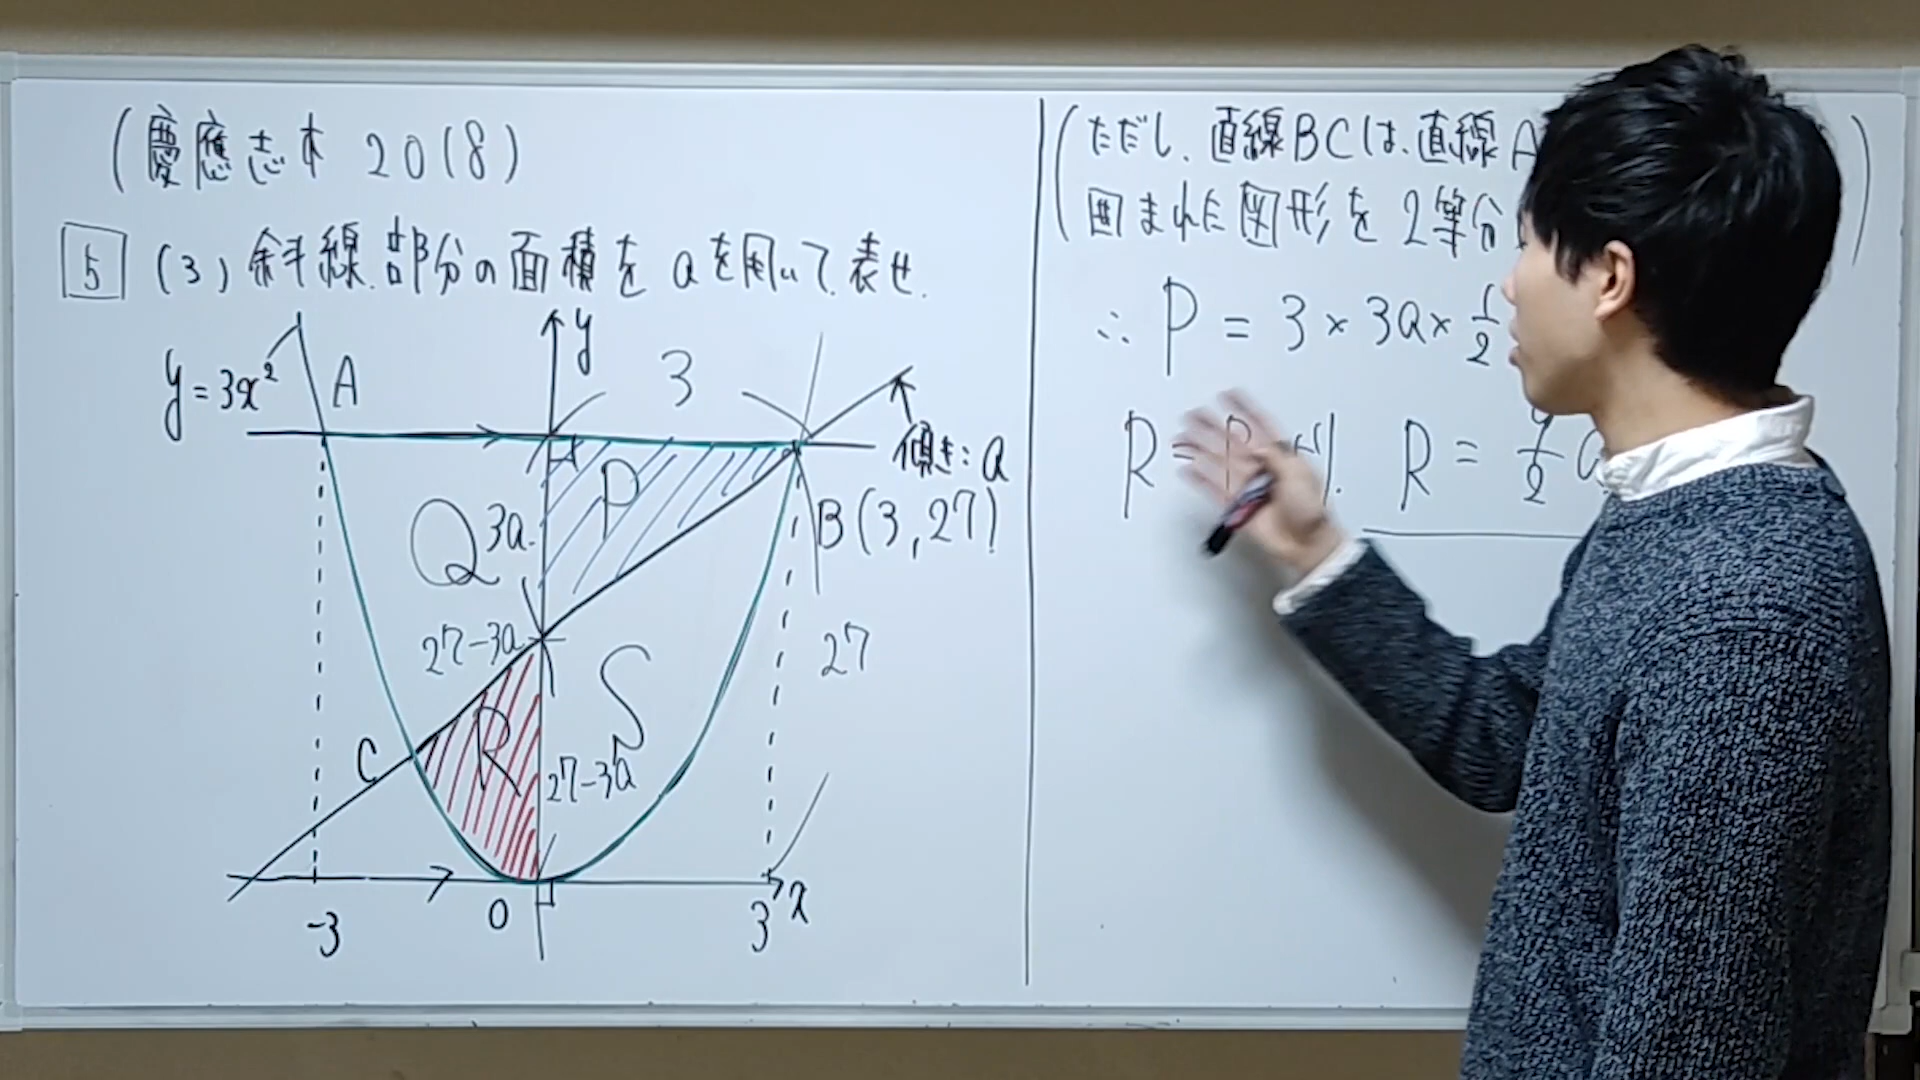 (慶應志木 2018)
5 (3) 斜線部分の面積をaを用いて表せ.
y=3x²
A
y
3
傾き: a
P
Q
3a
B(3,27)
27-3a
S
27
R
C
27-3a
-3
0
3
x
(ただし、直線BCは、直線A
囲まれた図形を2等分
∴ P = 3 × 3a × 1/2
R = P より、 R = 9/2 a